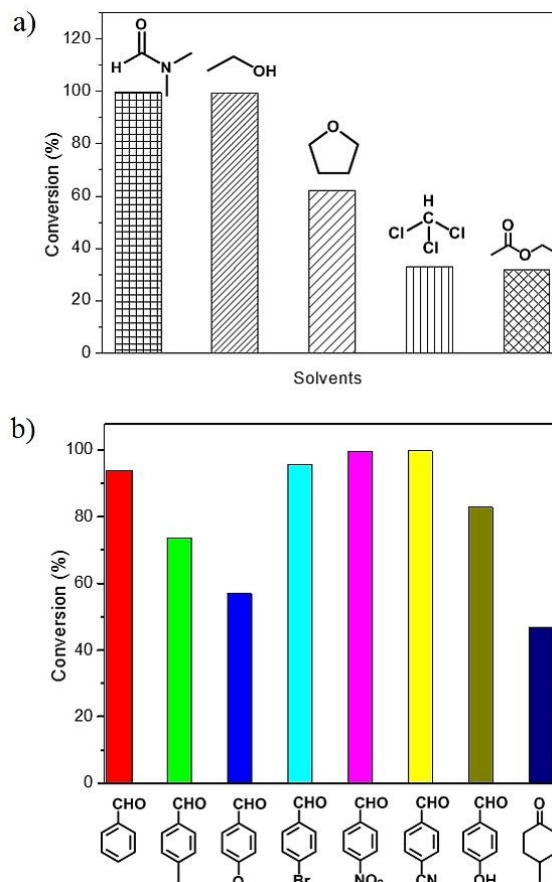 a)
120
100
80
60
40
20
0
Conversion (%)
O
H N
OH
O
H
Cl C Cl
Cl
O
O
Solvents
b)
100
80
60
40
20
0
Conversion (%)
CHO CHO CHO CHO CHO CHO CHO O
Br NO₂ CN OH